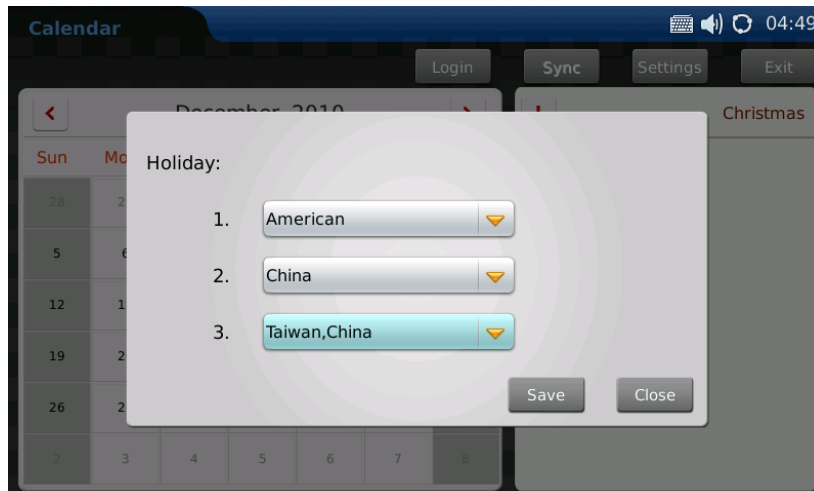 Calendar
04:49
Login
Sync
Settings
Exit
Christmas
Sun
Holiday:
28
5
12
19
26
1. American
2. China
3. Taiwan,China
Save
Close
2 3 4 5 6 7 8